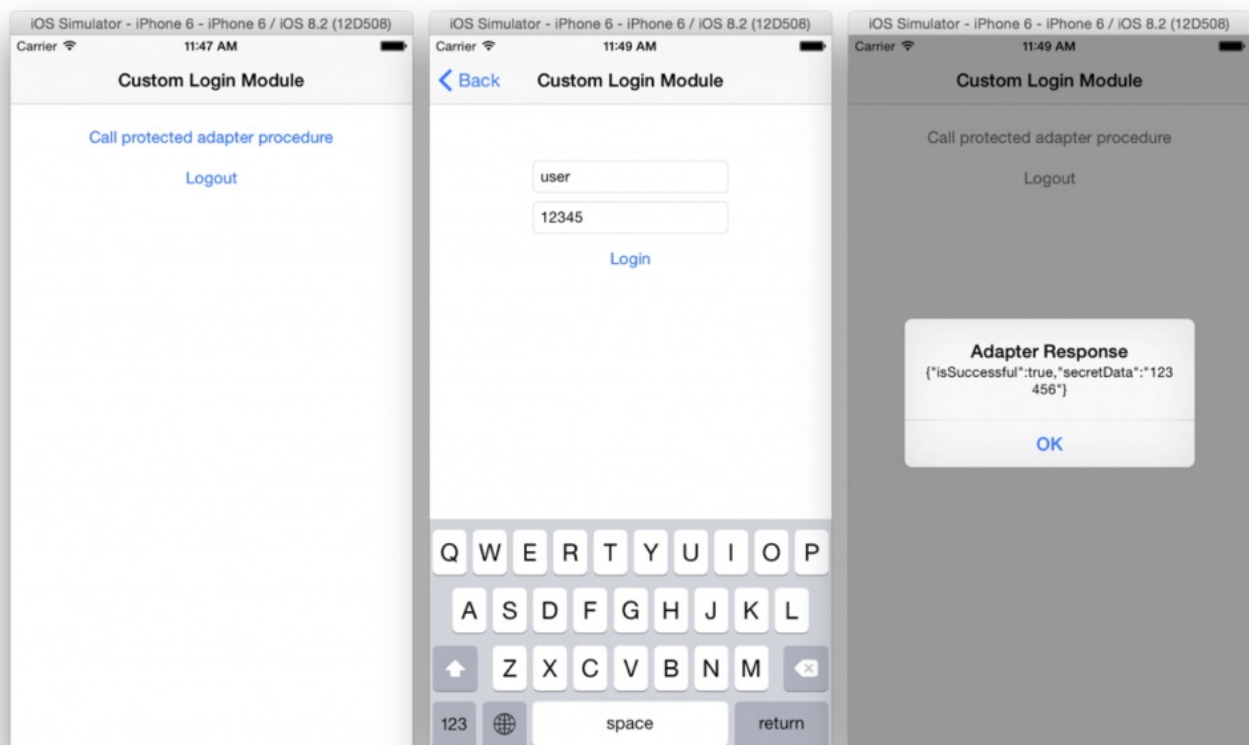 iOS Simulator - iPhone 6 - iPhone 6 / iOS 8.2 (12D508)
Carrier 11:47 AM
Custom Login Module
Call protected adapter procedure
Logout
iOS Simulator - iPhone 6 - iPhone 6 / iOS 8.2 (12D508)
Carrier 11:49 AM
Back Custom Login Module
user
12345
Login
Q W E R T Y U I O P
A S D F G H J K L
Z X C V B N M
123 space return
iOS Simulator - iPhone 6 - iPhone 6 / iOS 8.2 (12D508)
Carrier 11:49 AM
Custom Login Module
Call protected adapter procedure
Logout
Adapter Response
{"isSuccessful":true,"secretData":"123
456"}
OK